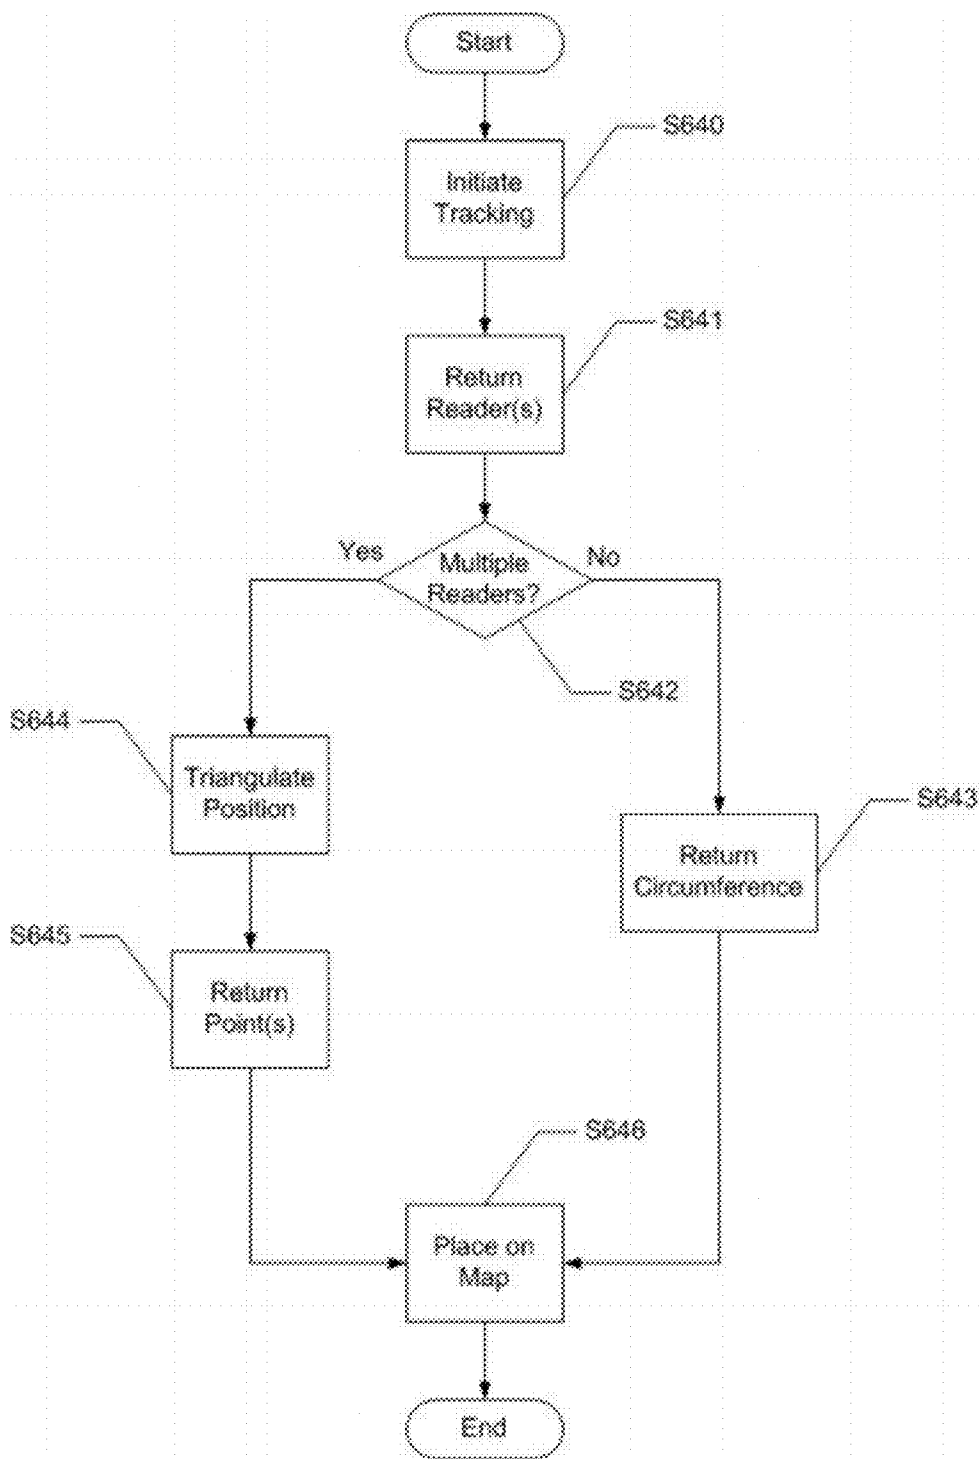 Start
S640
Initiate
Tracking
S641
Return
Reader(s)
Yes
Multiple
Readers?
No
S642
S644
Triangulate
Position
S643
Return
Circumference
S645
Return
Point(s)
S646
Place on
Map
End